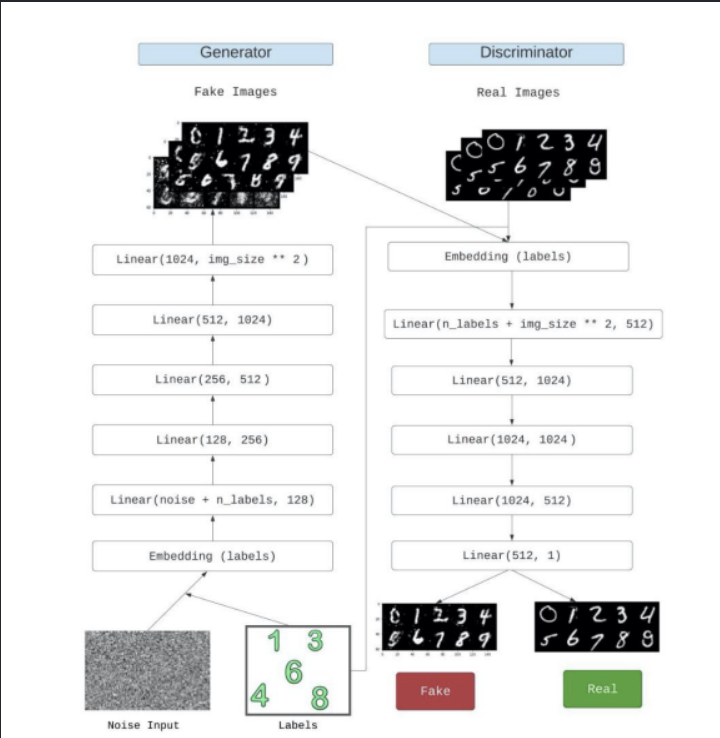 Generator
Fake Images
0 1 2 3 4
5 6 7 8 9
Linear(1024, img_size ** 2)
Linear(512, 1024)
Linear(256, 512)
Linear(128, 256)
Linear(noise + n_labels, 128)
Embedding (labels)
Noise Input
1 3
6
4 8
Labels
Discriminator
Real Images
0 1 2 3 4
5 6 7 8 9
Embedding (labels)
Linear(n_labels + img_size ** 2, 512)
Linear(512, 1024)
Linear(1024, 1024)
Linear(1024, 512)
Linear(512, 1)
0 1 2 3 4
5 6 7 8 9
Fake
0 1 2 3 4
5 6 7 8 9
Real